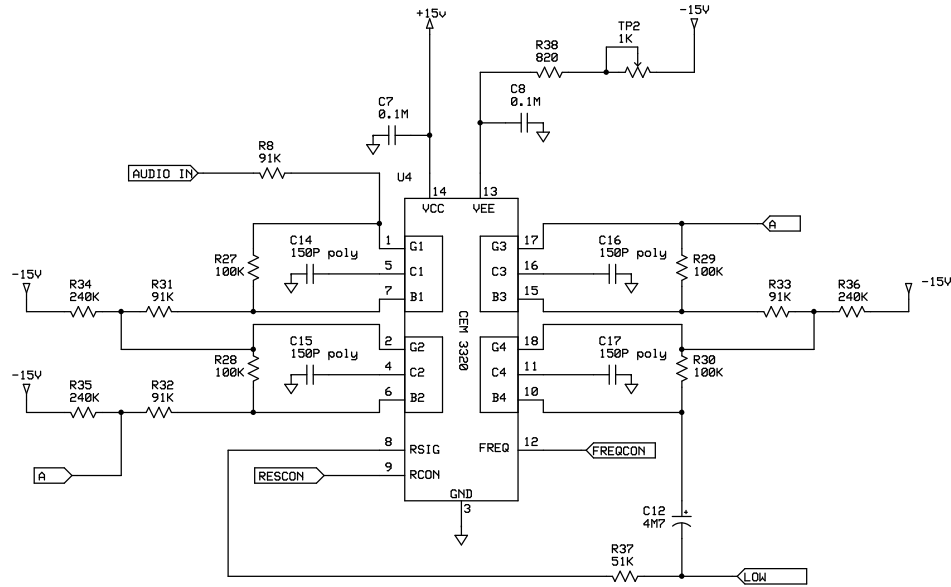 +15v
-15V
TP2
1K
R38
820
C7
0.1M
C8
0.1M
R8
91K
AUDIO IN
U4
14
13
VCC
VEE
A
1
G1
G3
17
C14
150P poly
C16
150P poly
R27
100K
R29
100K
5
C1
C3
16
-15V
R34
240K
R31
91K
7
B1
B3
15
R33
91K
R36
240K
-15V
CEM 3320
2
G2
G4
18
C15
150P poly
C17
150P poly
R28
100K
R30
100K
4
C2
C4
11
-15V
R35
240K
R32
91K
6
B2
B4
10
8
RSIG
FREQ
12
FREQCON
A
RESCON
9
RCON
GND
3
C12
4M7
+
R37
51K
LOW